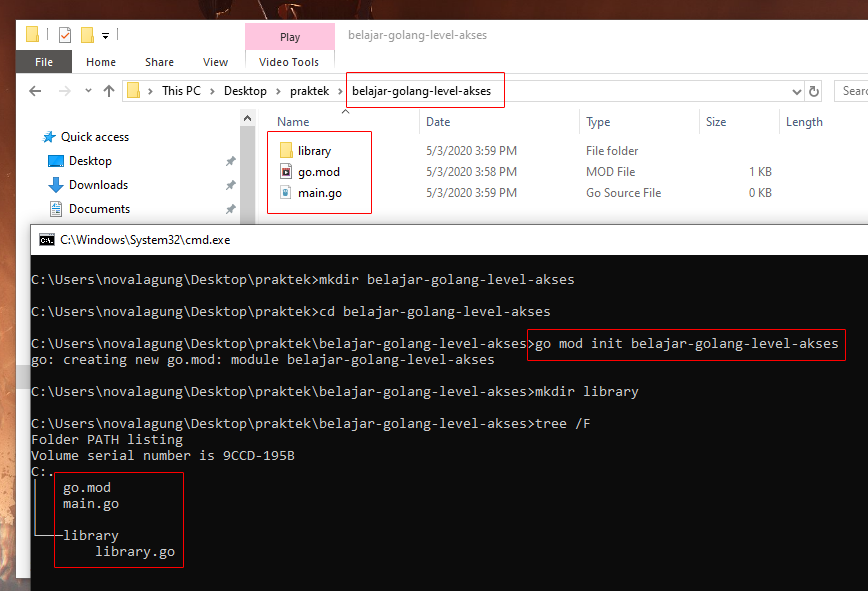 Play
belajar-golang-level-akses
File Home Share View Video Tools
This PC Desktop praktek belajar-golang-level-akses
Name Date Type Size Length
Quick access
library 5/3/2020 3:59 PM File folder
Desktop
go.mod 5/3/2020 3:58 PM MOD File 1 KB
Downloads
main.go 5/3/2020 3:59 PM Go Source File 0 KB
Documents
C:\Windows\System32\cmd.exe
C:\Users\novalagung\Desktop\praktek>mkdir belajar-golang-level-akses
C:\Users\novalagung\Desktop\praktek>cd belajar-golang-level-akses
C:\Users\novalagung\Desktop\praktek\belajar-golang-level-akses>go mod init belajar-golang-level-akses
go: creating new go.mod: module belajar-golang-level-akses
C:\Users\novalagung\Desktop\praktek\belajar-golang-level-akses>mkdir library
C:\Users\novalagung\Desktop\praktek\belajar-golang-level-akses>tree /F
Folder PATH listing
Volume serial number is 9CCD-195B
C:.
go.mod
main.go
library
library.go